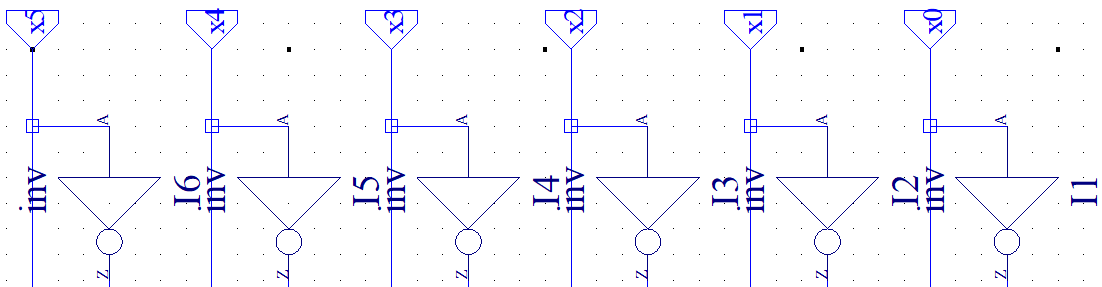 x5 x4 x3 x2 x1 x0
A A A A A A
inv I6 inv I5 inv I4 inv I3 inv I2 inv I1
Z Z Z Z Z Z